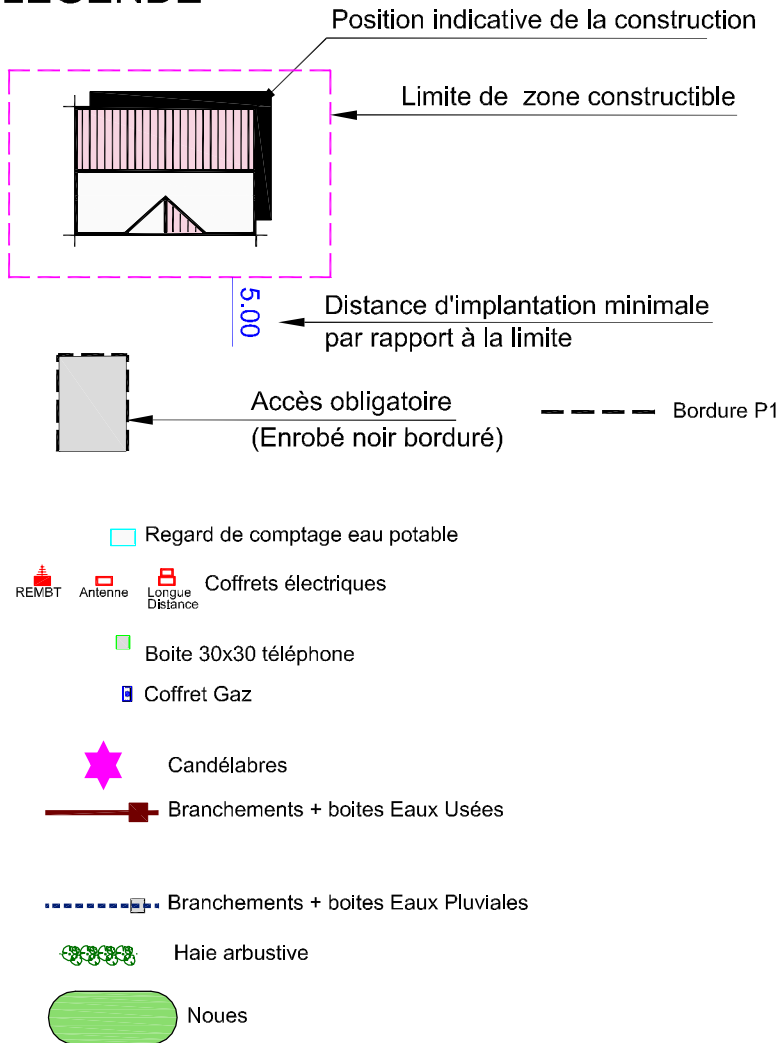 LEGENDE
Position indicative de la construction
Limite de zone constructible
5.00
Distance d'implantation minimale
par rapport à la limite
Accès obligatoire
(Enrobé noir borduré)
Bordure P1
Regard de comptage eau potable
REMBT
Antenne
Longue
Distance
Coffrets électriques
Boite 30x30 téléphone
Coffret Gaz
Candélabres
Branchements + boites Eaux Usées
Branchements + boites Eaux Pluviales
Haie arbustive
Noues